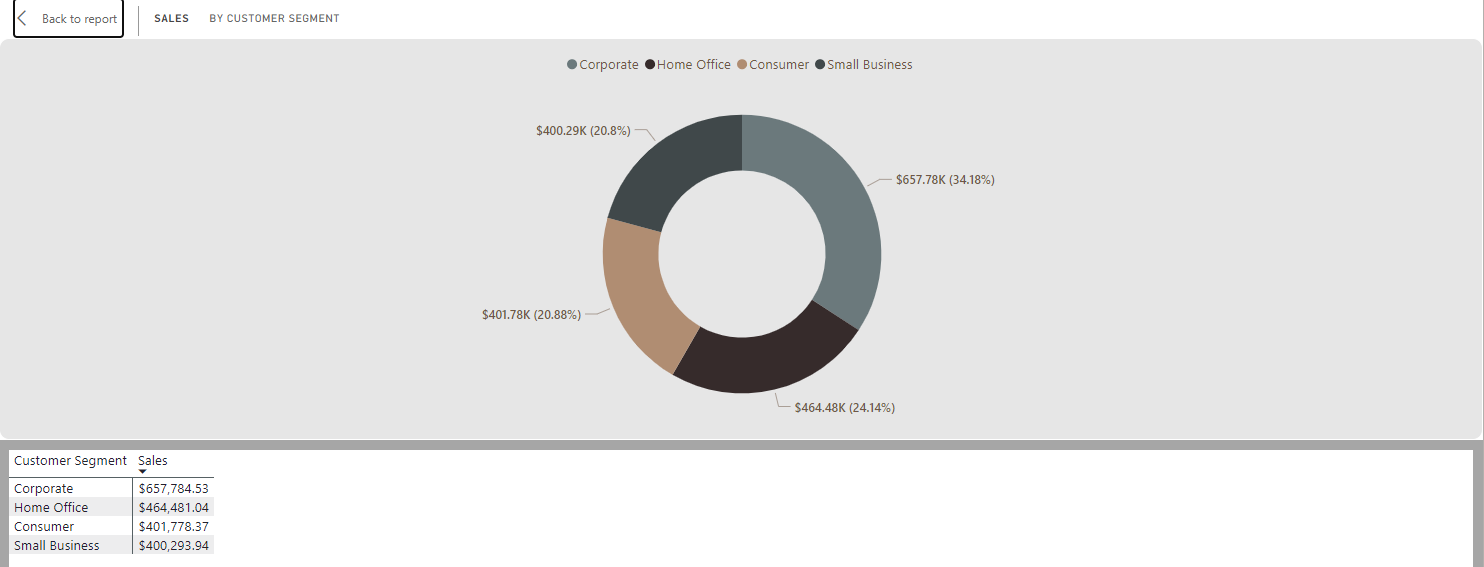 Back to report SALES BY CUSTOMER SEGMENT
Corporate Home Office Consumer Small Business
$400.29K (20.8%)
$657.78K (34.18%)
$401.78K (20.88%)
$464.48K (24.14%)
Customer Segment Sales
Corporate $657,784.53
Home Office $464,481.04
Consumer $401,778.37
Small Business $400,293.94